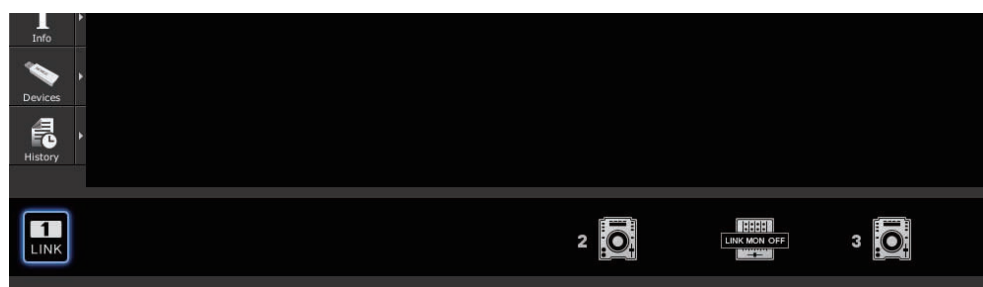 Info
Devices
History
1
LINK
2
LINK MON OFF
3